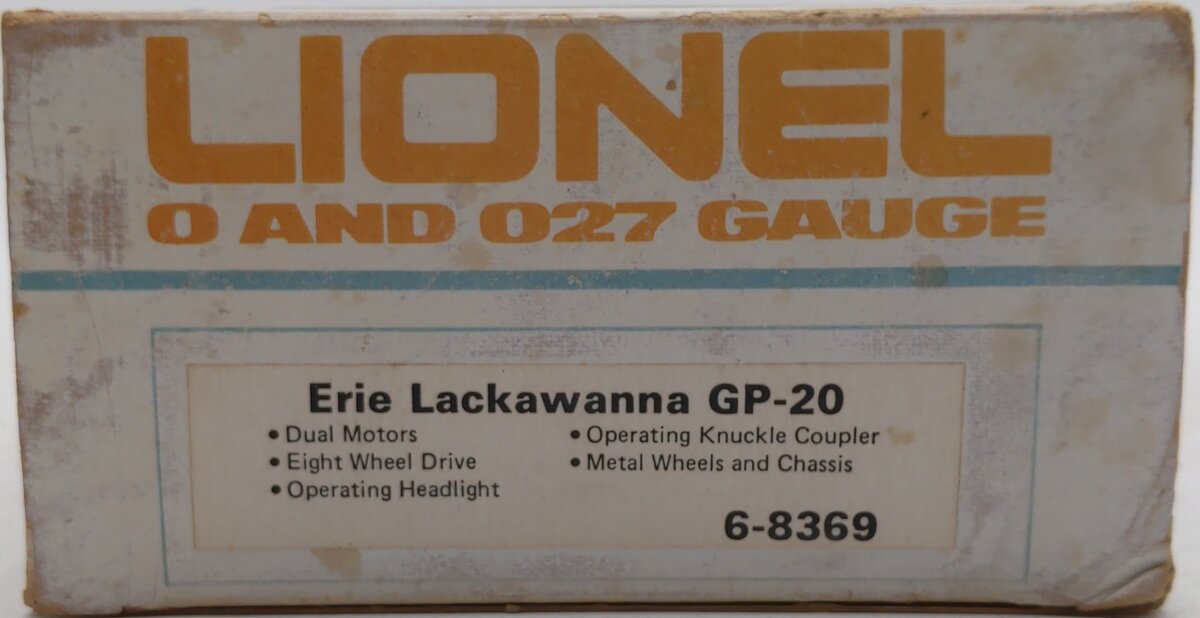 LIONEL
O AND O27 GAUGE
Erie Lackawanna GP-20
• Dual Motors
• Operating Knuckle Coupler
• Eight Wheel Drive
• Metal Wheels and Chassis
• Operating Headlight
6-8369